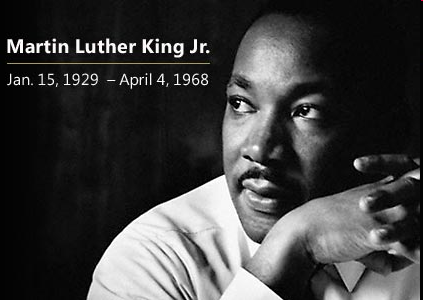 Martin Luther King Jr.
Jan. 15, 1929 – April 4, 1968